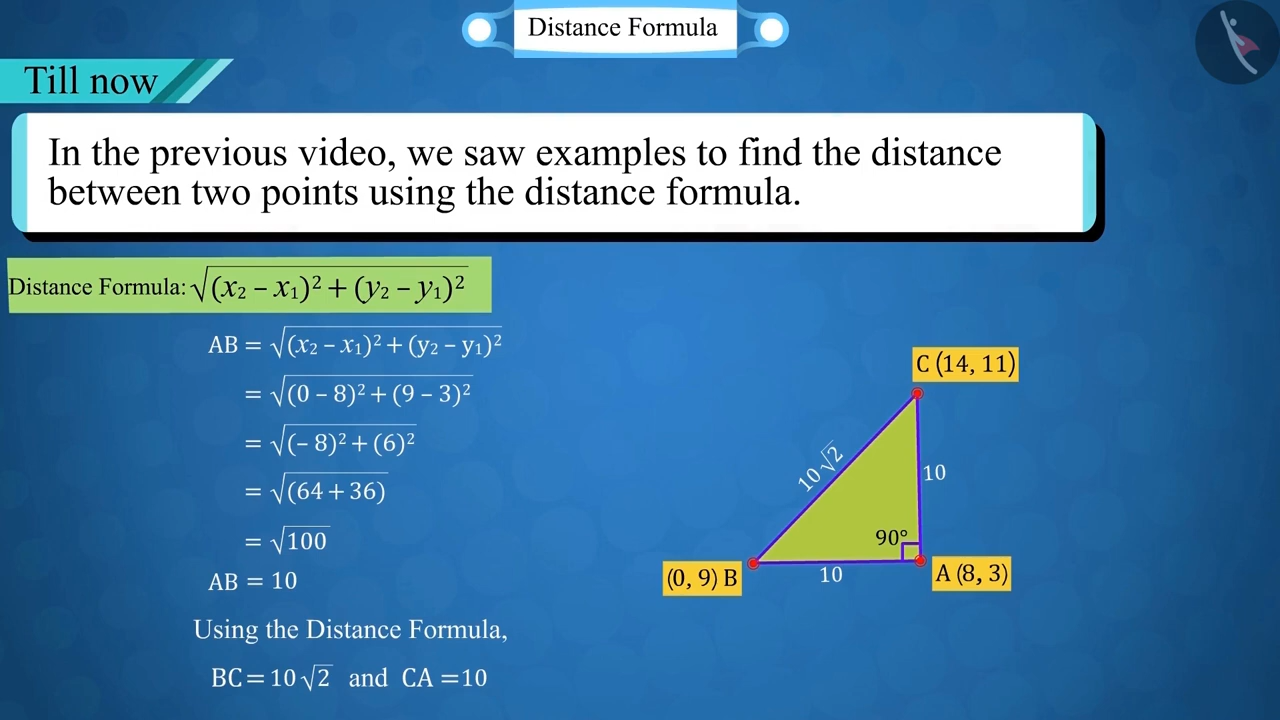 Distance Formula
Till now
In the previous video, we saw examples to find the distance
between two points using the distance formula.
Distance Formula: √(x₂ – x₁)² + (y₂ – y₁)²
AB = √(x₂ – x₁)² + (y₂ – y₁)²
= √(0 – 8)² + (9 – 3)²
= √(– 8)² + (6)²
= √(64 + 36)
= √100
AB = 10
Using the Distance Formula,
BC = 10 √2 and CA = 10
C (14, 11)
10 √2
10
90°
(0, 9) B
10
A (8, 3)